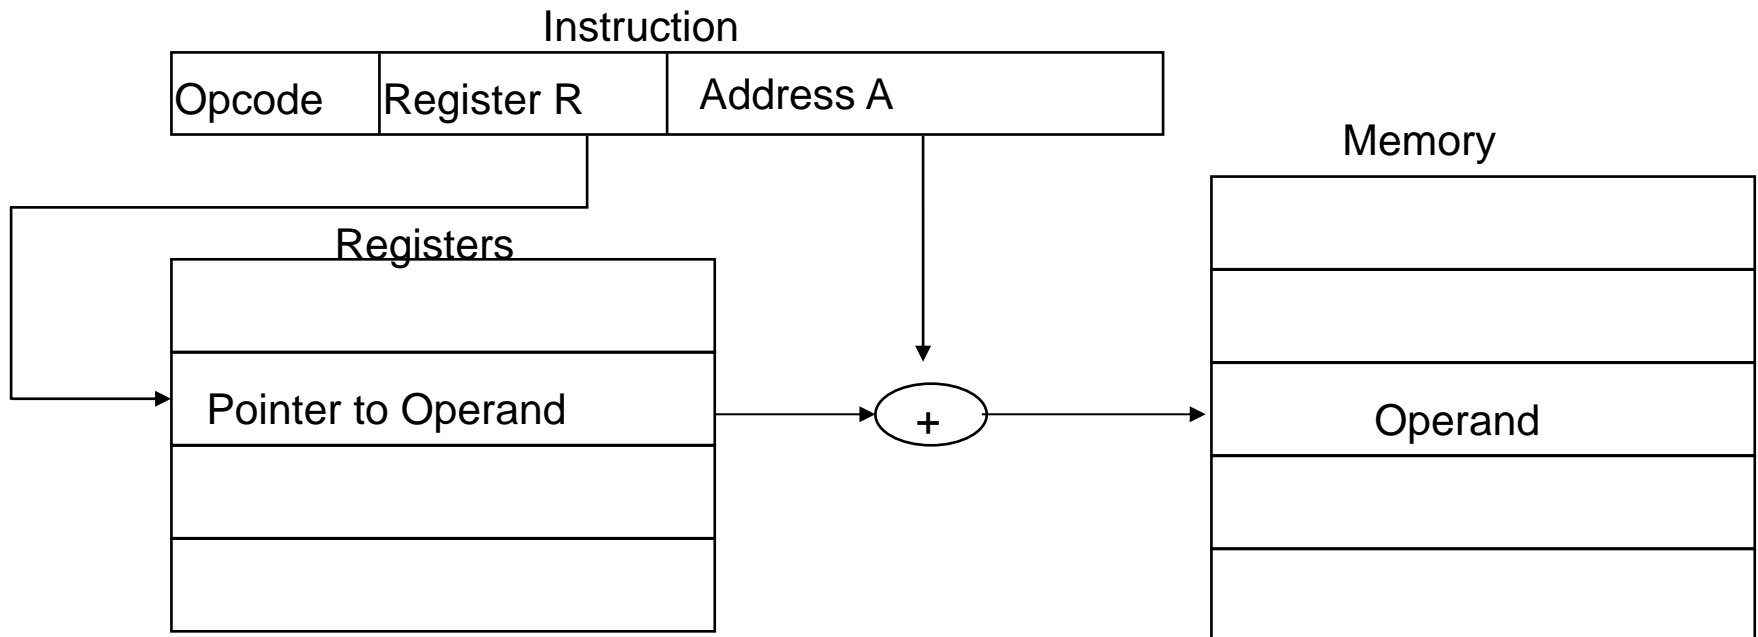 Instruction
Opcode Register R Address A
Memory
Registers
Pointer to Operand
+
Operand